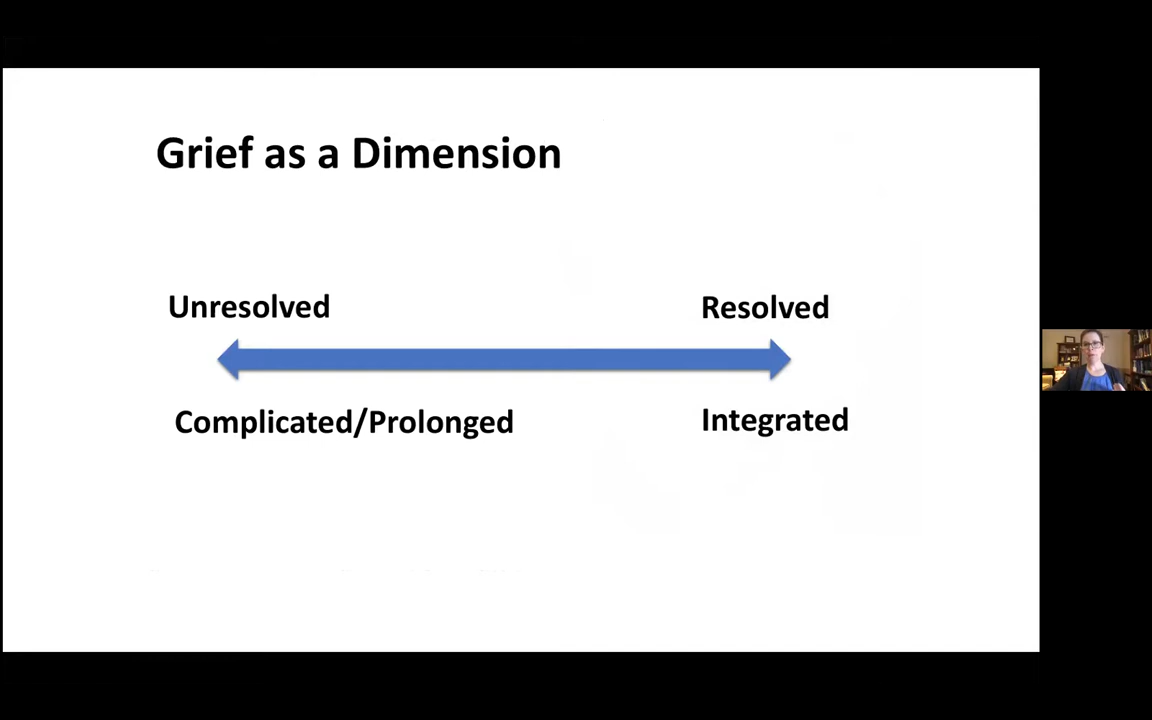 Grief as a Dimension
Unresolved
Resolved
Complicated/Prolonged
Integrated